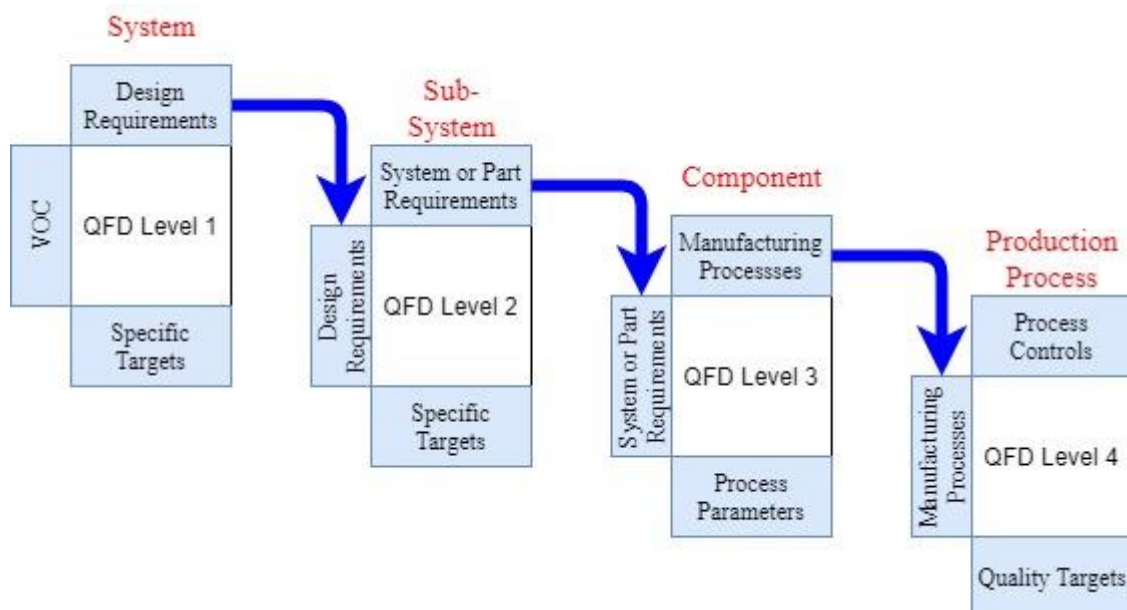 System
Design
Requirements
VOC
QFD Level 1
Specific
Targets
Sub-
System
System or Part
Requirements
Design
Requirements
QFD Level 2
Specific
Targets
Component
Manufacturing
Processses
System or Part
Requirements
QFD Level 3
Process
Parameters
Production
Process
Process
Controls
Manufacturing
Processes
QFD Level 4
Quality Targets